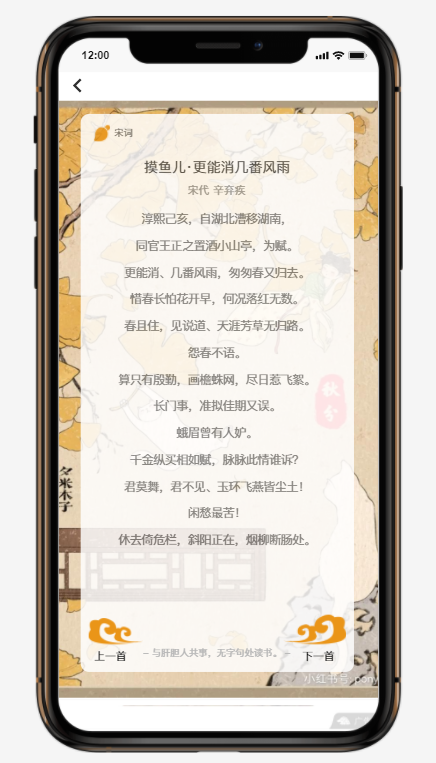 12:00
宋词
摸鱼儿·更能消几番风雨
宋代 辛弃疾
淳熙己亥，自湖北漕移湖南，
同官王正之置酒小山亭，为赋。
更能消、几番风雨，匆匆春又归去。
惜春长怕花开早，何况落红无数。
春且住，见说道、天涯芳草无归路。
怨春不语。
算只有殷勤，画檐蛛网，尽日惹飞絮。
长门事，准拟佳期又误。
蛾眉曾有人妒。
千金纵买相如赋，脉脉此情谁诉？
君莫舞，君不见、玉环飞燕皆尘土！
闲愁最苦！
休去倚危栏，斜阳正在，烟柳断肠处。
秋分
夕米木子
上一首
– 与肝胆人共事，无字句处读书。 –
下一首
小红书号:pony